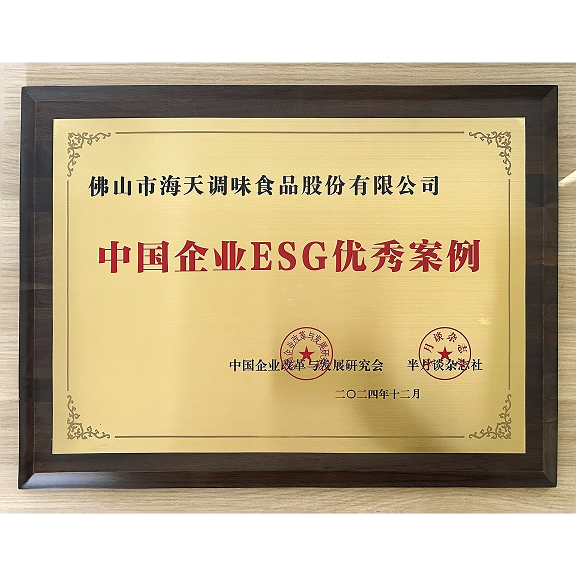 佛山市海天调味食品股份有限公司
中国企业ESG优秀案例
中国企业改革与发展研究会 半月谈杂志社
二〇二四年十二月